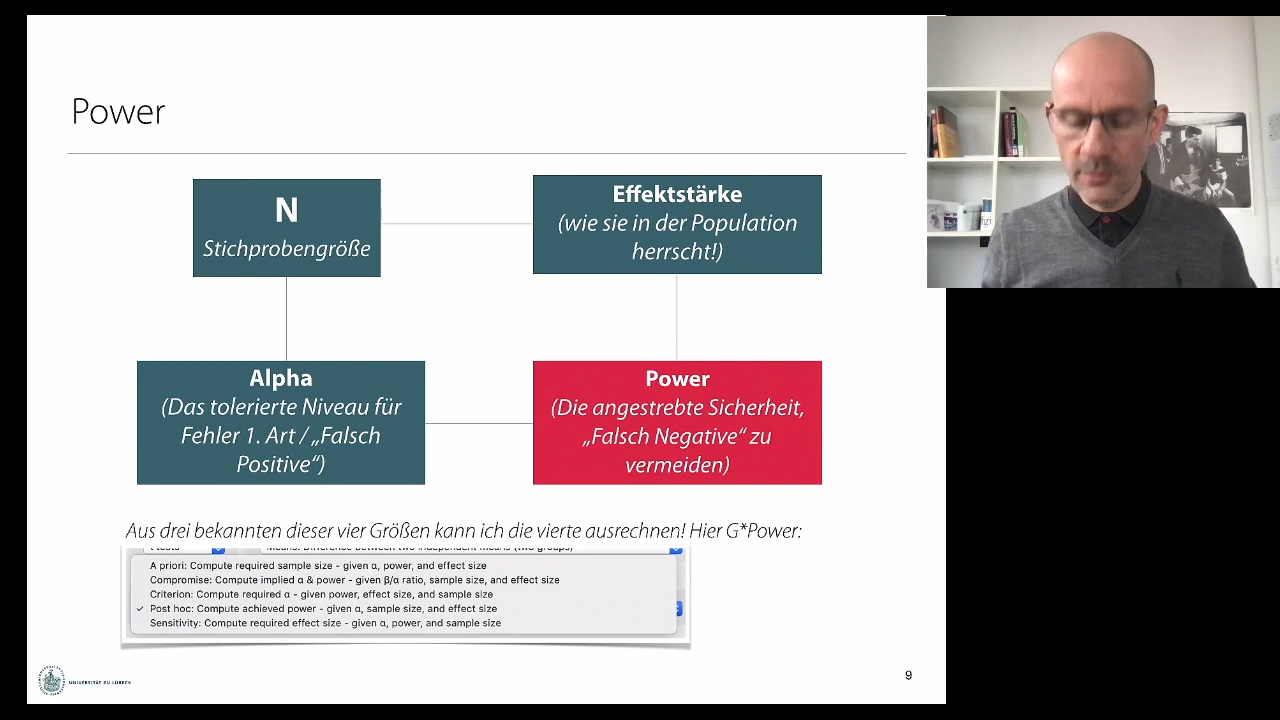 Power
N
Stichprobengröße
Effektstärke
(wie sie in der Population
herrscht!)
Alpha
(Das tolerierte Niveau für
Fehler 1. Art / „Falsch
Positive“)
Power
(Die angestrebte Sicherheit,
„Falsch Negative“ zu
vermeiden)
Aus drei bekannten dieser vier Größen kann ich die vierte ausrechnen! Hier G*Power:
t tests
Means: Difference between two independent means (two groups)
A priori: Compute required sample size - given α, power, and effect size
Compromise: Compute implied α & power - given β/α ratio, sample size, and effect size
Criterion: Compute required α - given power, effect size, and sample size
Post hoc: Compute achieved power - given α, sample size, and effect size
Sensitivity: Compute required effect size - given α, power, and sample size
UNIVERSITÄT ZU LÜBECK
9